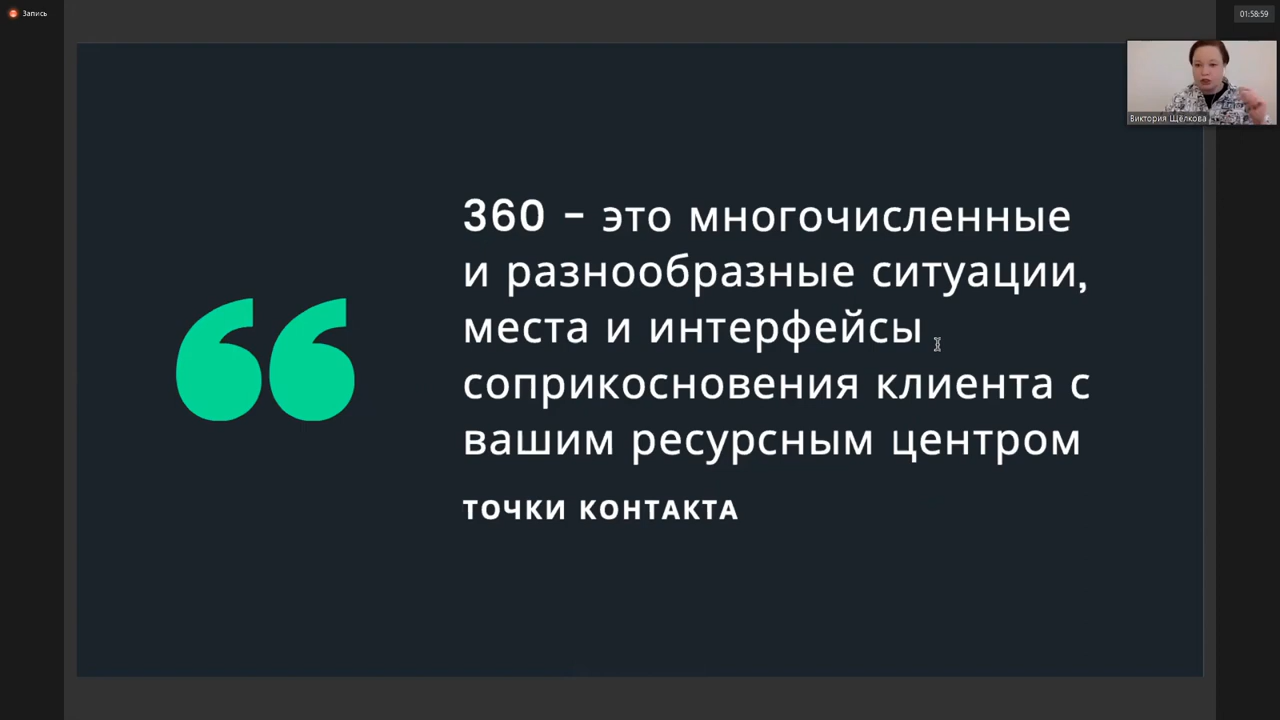 Запись
01:58:59
Виктория Щёлкова
360 - это многочисленные
и разнообразные ситуации,
места и интерфейсы
соприкосновения клиента с
вашим ресурсным центром
ТОЧКИ КОНТАКТА